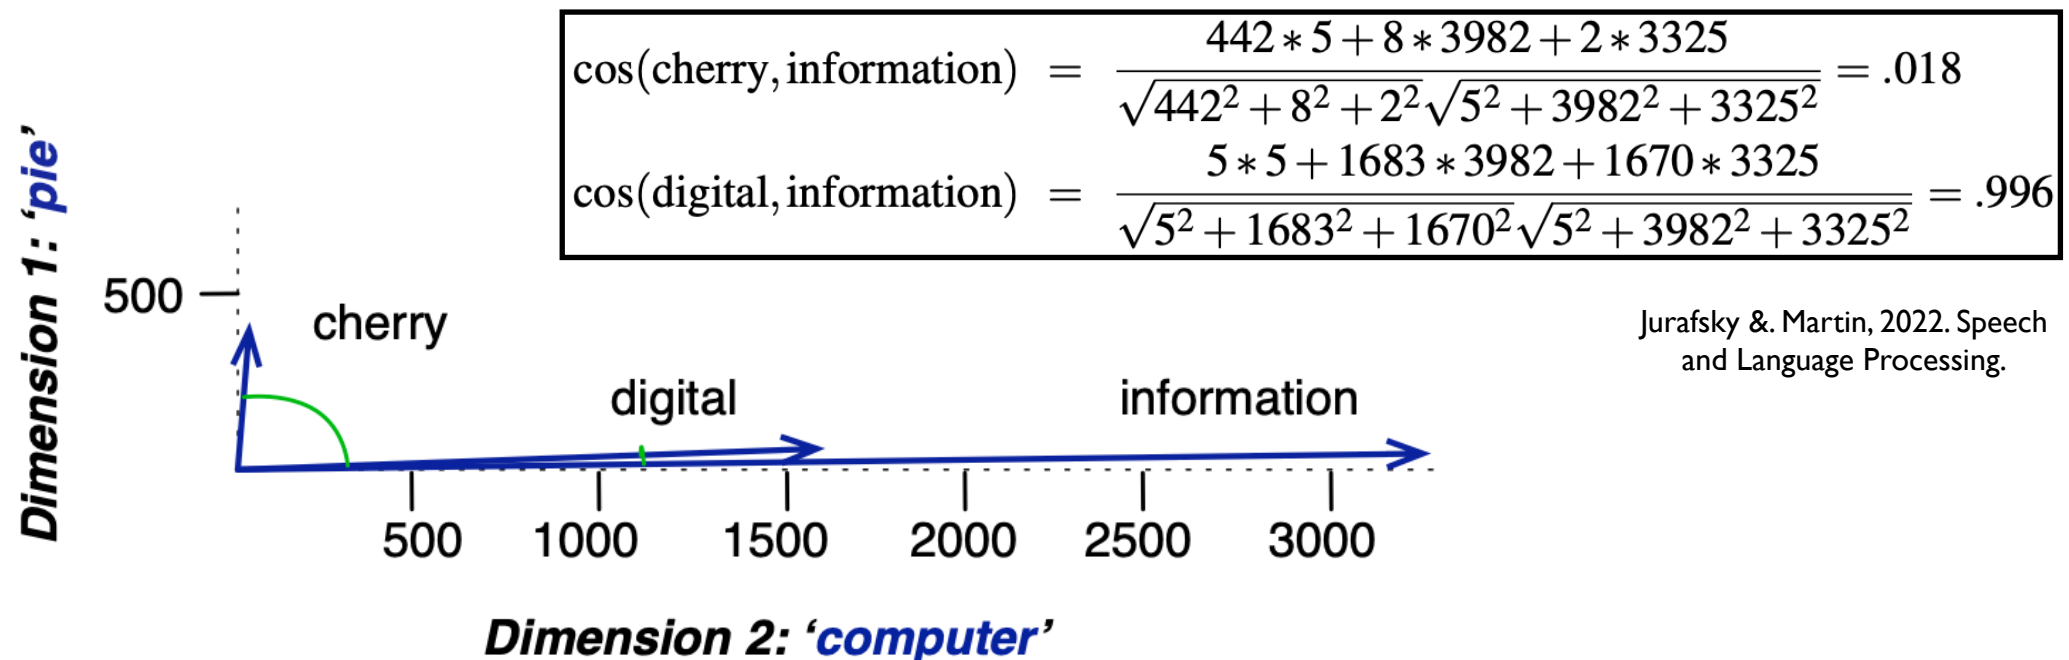 cos(cherry, information) = 442 ∗ 5 + 8 ∗ 3982 + 2 ∗ 3325 / √442² + 8² + 2² √5² + 3982² + 3325² = .018
cos(digital, information) = 5 ∗ 5 + 1683 ∗ 3982 + 1670 ∗ 3325 / √5² + 1683² + 1670² √5² + 3982² + 3325² = .996
Dimension 1: ‘pie’
500
cherry
Jurafsky &. Martin, 2022. Speech
and Language Processing.
digital
information
500 1000 1500 2000 2500 3000
Dimension 2: ‘computer’